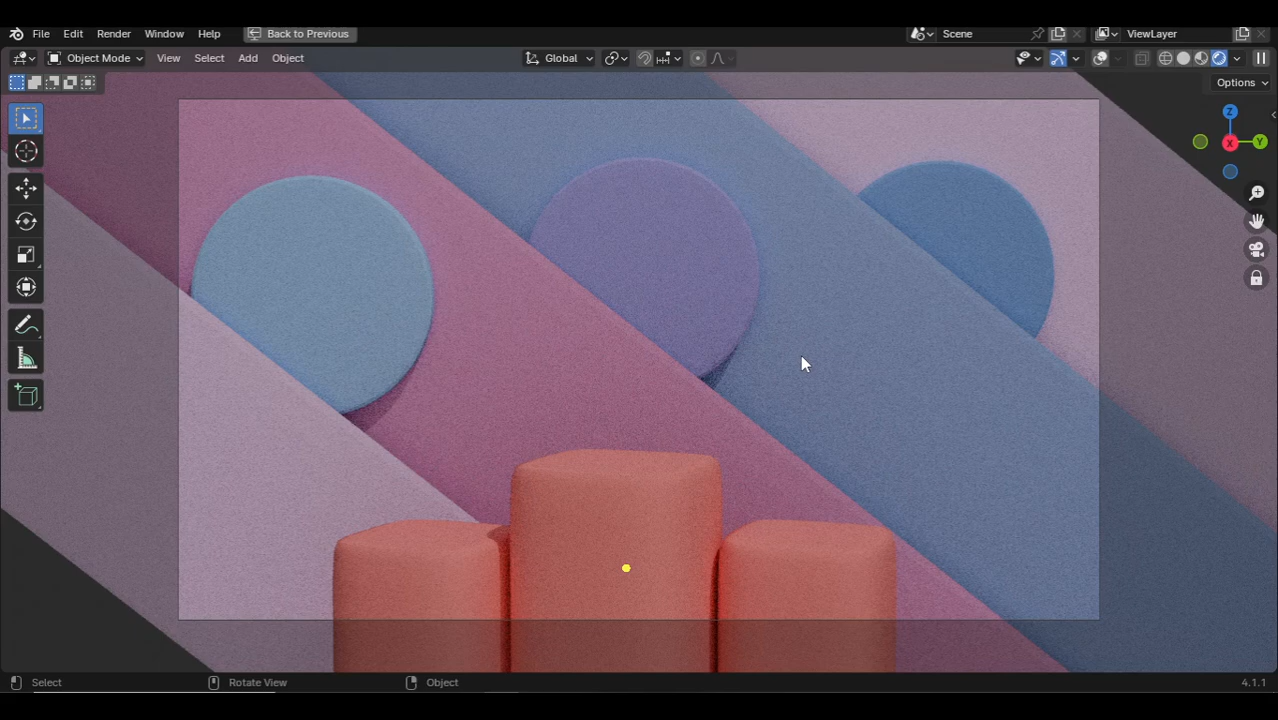 File Edit Render Window Help Back to Previous Scene ViewLayer
Object Mode View Select Add Object Global
Options
Z
Y
X
Select Rotate View Object 4.1.1